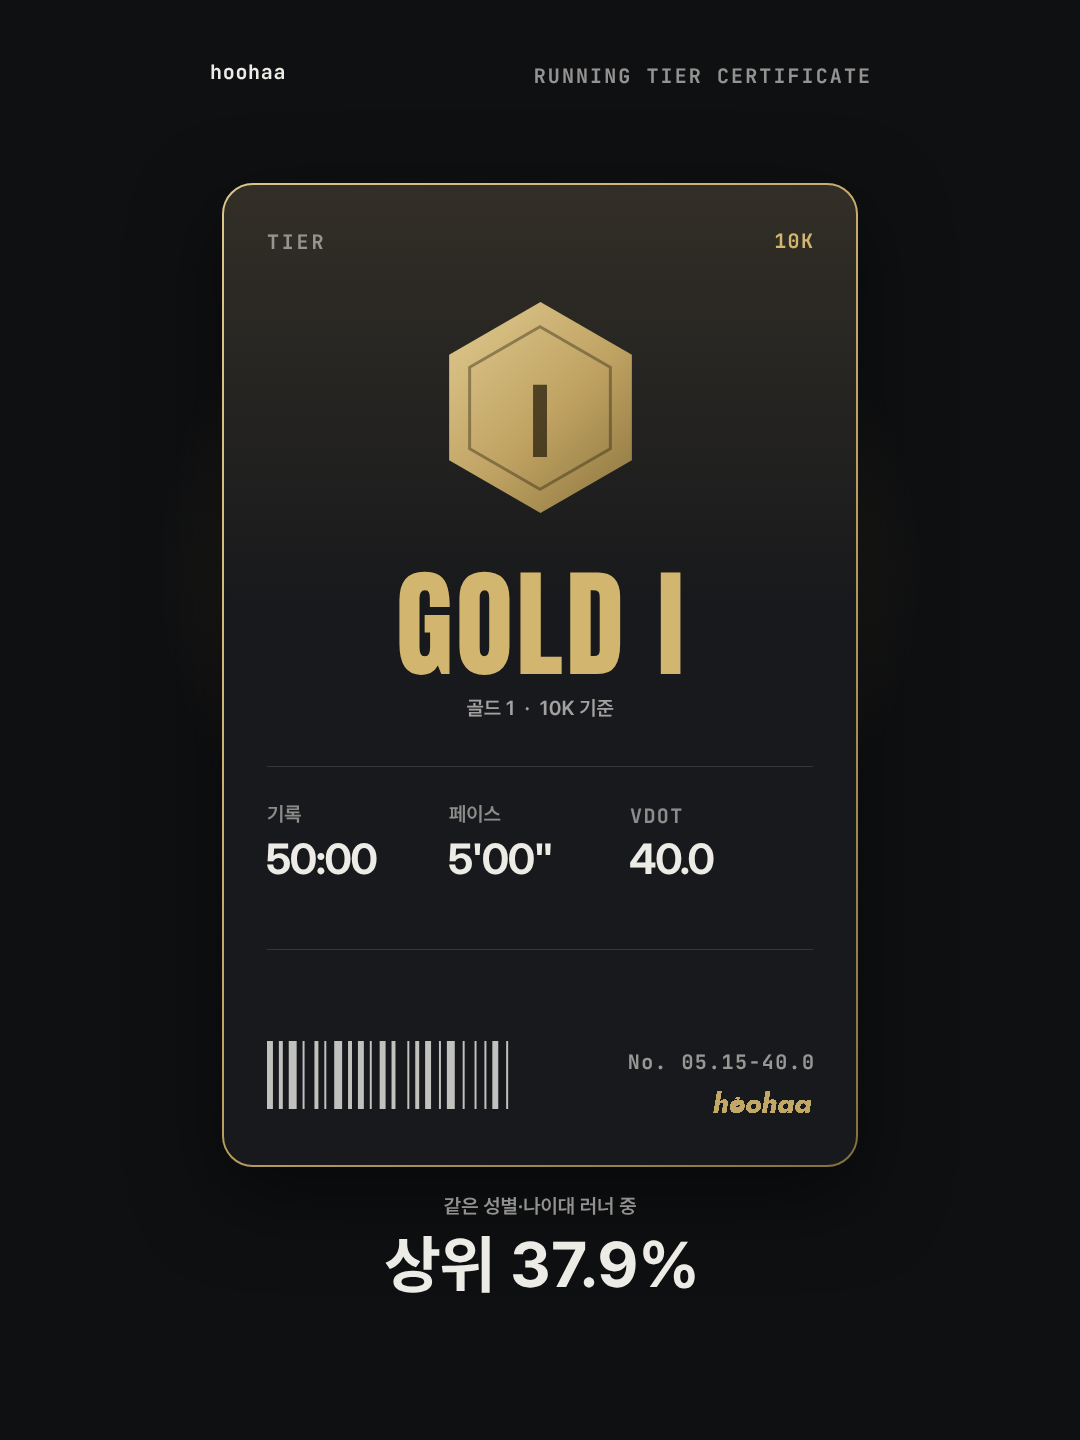 hoohaa
RUNNING TIER CERTIFICATE
TIER
10K
I
GOLD I
골드 1 · 10K 기준
기록
페이스
VDOT
50:00
5'00"
40.0
No. 05.15-40.0
hoohaa
같은 성별·나이대 러너 중
상위 37.9%